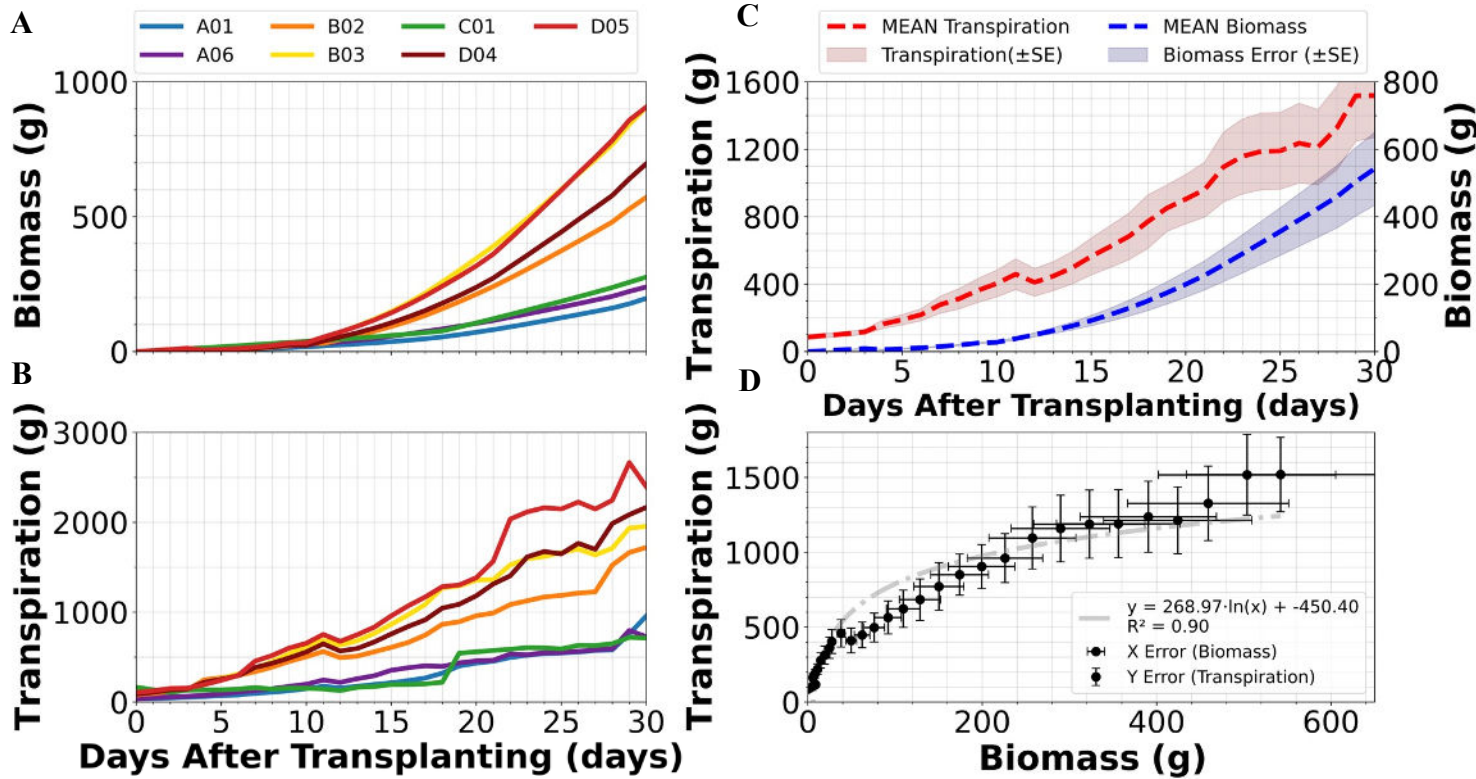 A
A01
B02
C01
D05
A06
B03
D04
1000
500
0
Biomass (g)
B
3000
2000
1000
0
Transpiration (g)
0 5 10 15 20 25 30
Days After Transplanting (days)
C
MEAN Transpiration
MEAN Biomass
Transpiration(±SE)
Biomass Error (±SE)
1600
1200
800
400
0
Transpiration (g)
800
600
400
200
0
Biomass (g)
0 5 10 15 20 25 30
Days After Transplanting (days)
D
1500
1000
500
0
Transpiration (g)
y = 268.97·ln(x) + -450.40
R² = 0.90
X Error (Biomass)
Y Error (Transpiration)
200 400 600
Biomass (g)